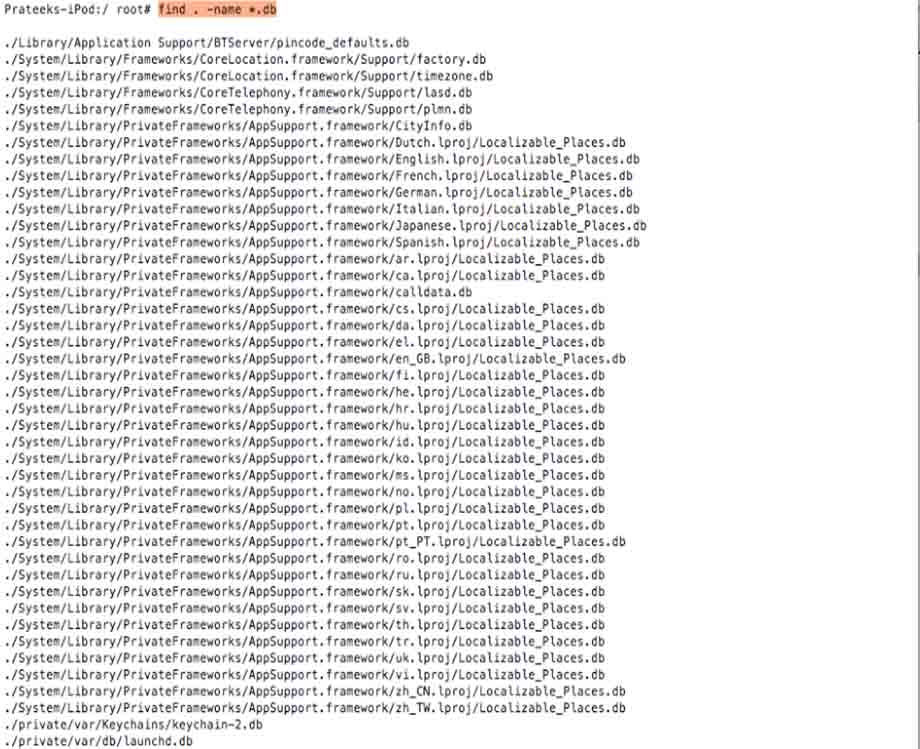 Prateeks-iPod:/ root# find . -name *.db
./Library/Application Support/BTServer/pincode_defaults.db
./System/Library/Frameworks/CoreLocation.framework/Support/factory.db
./System/Library/Frameworks/CoreLocation.framework/Support/timezone.db
./System/Library/Frameworks/CoreTelephony.framework/Support/lasd.db
./System/Library/Frameworks/CoreTelephony.framework/Support/plmn.db
./System/Library/PrivateFrameworks/AppSupport.framework/CityInfo.db
./System/Library/PrivateFrameworks/AppSupport.framework/Dutch.lproj/Localizable_Places.db
./System/Library/PrivateFrameworks/AppSupport.framework/English.lproj/Localizable_Places.db
./System/Library/PrivateFrameworks/AppSupport.framework/French.lproj/Localizable_Places.db
./System/Library/PrivateFrameworks/AppSupport.framework/German.lproj/Localizable_Places.db
./System/Library/PrivateFrameworks/AppSupport.framework/Italian.lproj/Localizable_Places.db
./System/Library/PrivateFrameworks/AppSupport.framework/Japanese.lproj/Localizable_Places.db
./System/Library/PrivateFrameworks/AppSupport.framework/Spanish.lproj/Localizable_Places.db
./System/Library/PrivateFrameworks/AppSupport.framework/ar.lproj/Localizable_Places.db
./System/Library/PrivateFrameworks/AppSupport.framework/ca.lproj/Localizable_Places.db
./System/Library/PrivateFrameworks/AppSupport.framework/calldata.db
./System/Library/PrivateFrameworks/AppSupport.framework/cs.lproj/Localizable_Places.db
./System/Library/PrivateFrameworks/AppSupport.framework/da.lproj/Localizable_Places.db
./System/Library/PrivateFrameworks/AppSupport.framework/el.lproj/Localizable_Places.db
./System/Library/PrivateFrameworks/AppSupport.framework/en_GB.lproj/Localizable_Places.db
./System/Library/PrivateFrameworks/AppSupport.framework/fi.lproj/Localizable_Places.db
./System/Library/PrivateFrameworks/AppSupport.framework/he.lproj/Localizable_Places.db
./System/Library/PrivateFrameworks/AppSupport.framework/hr.lproj/Localizable_Places.db
./System/Library/PrivateFrameworks/AppSupport.framework/hu.lproj/Localizable_Places.db
./System/Library/PrivateFrameworks/AppSupport.framework/id.lproj/Localizable_Places.db
./System/Library/PrivateFrameworks/AppSupport.framework/ko.lproj/Localizable_Places.db
./System/Library/PrivateFrameworks/AppSupport.framework/ms.lproj/Localizable_Places.db
./System/Library/PrivateFrameworks/AppSupport.framework/no.lproj/Localizable_Places.db
./System/Library/PrivateFrameworks/AppSupport.framework/pl.lproj/Localizable_Places.db
./System/Library/PrivateFrameworks/AppSupport.framework/pt.lproj/Localizable_Places.db
./System/Library/PrivateFrameworks/AppSupport.framework/pt_PT.lproj/Localizable_Places.db
./System/Library/PrivateFrameworks/AppSupport.framework/ro.lproj/Localizable_Places.db
./System/Library/PrivateFrameworks/AppSupport.framework/ru.lproj/Localizable_Places.db
./System/Library/PrivateFrameworks/AppSupport.framework/sk.lproj/Localizable_Places.db
./System/Library/PrivateFrameworks/AppSupport.framework/sv.lproj/Localizable_Places.db
./System/Library/PrivateFrameworks/AppSupport.framework/th.lproj/Localizable_Places.db
./System/Library/PrivateFrameworks/AppSupport.framework/tr.lproj/Localizable_Places.db
./System/Library/PrivateFrameworks/AppSupport.framework/uk.lproj/Localizable_Places.db
./System/Library/PrivateFrameworks/AppSupport.framework/vi.lproj/Localizable_Places.db
./System/Library/PrivateFrameworks/AppSupport.framework/zh_CN.lproj/Localizable_Places.db
./System/Library/PrivateFrameworks/AppSupport.framework/zh_TW.lproj/Localizable_Places.db
./private/var/Keychains/keychain-2.db
./private/var/db/launchd.db